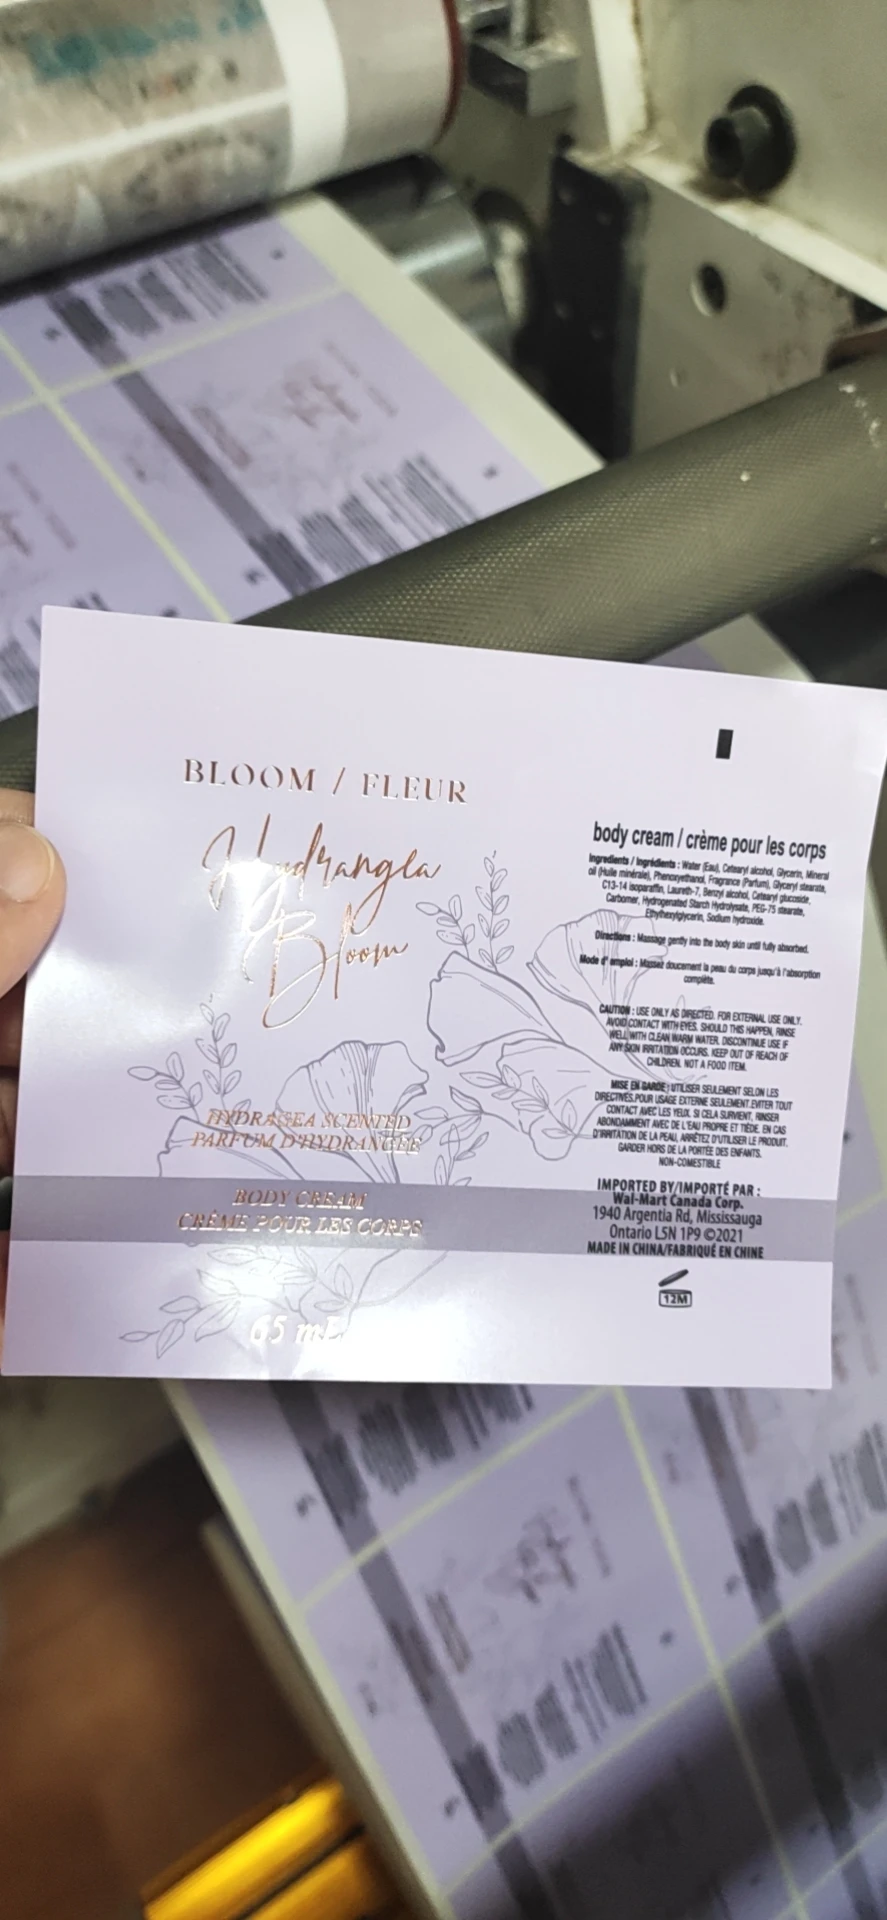 BLOOM / FLEUR
Hydrangea
Bloom
HYDRAGEA SCENTED
PARFUM D'HYDRANGÉE
BODY CREAM
CRÈME POUR LES CORPS
65 mL
body cream / crème pour les corps
Ingredients / Ingrédients : Water (Eau), Cetearyl alcohol, Glycerin, Mineral
oil (Huile minérale), Phenoxyethanol, Fragrance (Parfum), Glyceryl stearate,
C13-14 isoparaffin, Laureth-7, Benzyl alcohol, Cetearyl glucoside,
Carbomer, Hydrogenated Starch Hydrolysate, PEG-75 stearate,
Ethylhexylglycerin, Sodium hydroxide.
Directions : Massage gently into the body skin until fully absorbed.
Mode d' emploi : Massez doucement la peau du corps jusqu'à l'absorption
complète.
CAUTION : USE ONLY AS DIRECTED. FOR EXTERNAL USE ONLY.
AVOID CONTACT WITH EYES. SHOULD THIS HAPPEN, RINSE
WELL WITH CLEAN WARM WATER. DISCONTINUE USE IF
ANY SKIN IRRITATION OCCURS. KEEP OUT OF REACH OF
CHILDREN. NOT A FOOD ITEM.
MISE EN GARDE : UTILISER SEULEMENT SELON LES
DIRECTIVES.POUR USAGE EXTERNE SEULEMENT.ÉVITER TOUT
CONTACT AVEC LES YEUX. SI CELA SURVIENT, RINSER
ABONDAMMENT AVEC DE L'EAU PROPRE ET TIÈDE. EN CAS
D'IRRITATION DE LA PEAU, ARRÊTEZ D'UTILISER LE PRODUIT.
GARDER HORS DE LA PORTÉE DES ENFANTS.
NON-COMESTIBLE
IMPORTED BY/IMPORTÉ PAR :
Wal-Mart Canada Corp.
1940 Argentia Rd, Mississauga
Ontario L5N 1P9 ©2021
MADE IN CHINA/FABRIQUÉ EN CHINE
12M